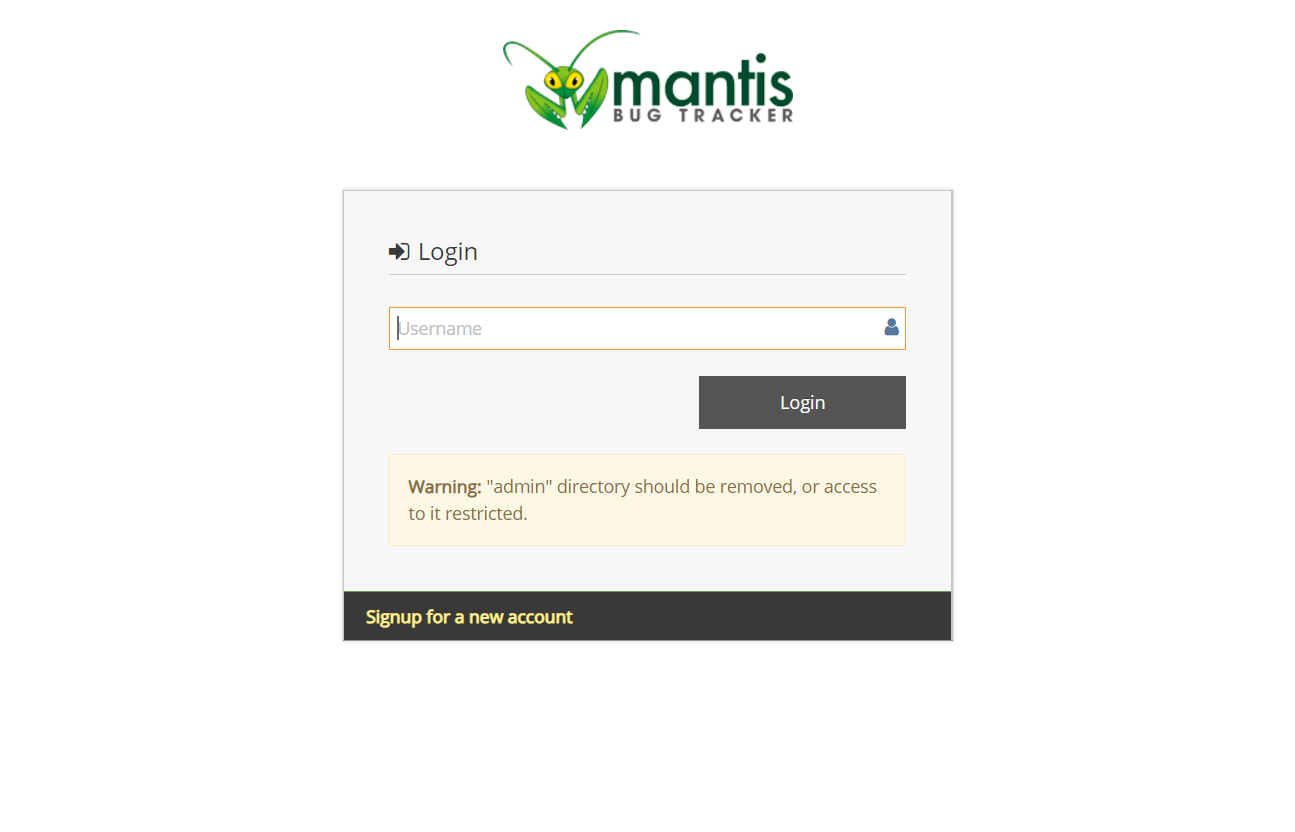 mantis
BUG TRACKER
Login
Username
Login
Warning: "admin" directory should be removed, or access
to it restricted.
Signup for a new account